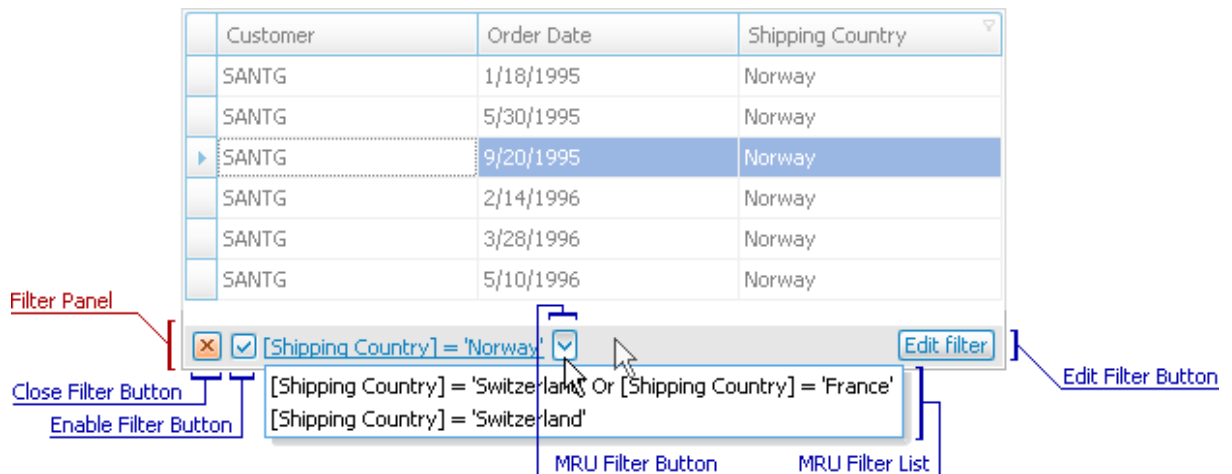 Customer Order Date Shipping Country
SANTG 1/18/1995 Norway
SANTG 5/30/1995 Norway
SANTG 9/20/1995 Norway
SANTG 2/14/1996 Norway
SANTG 3/28/1996 Norway
SANTG 5/10/1996 Norway
Filter Panel
[Shipping Country] = 'Norway' Edit filter
Close Filter Button
Enable Filter Button
[Shipping Country] = 'Switzerland' Or [Shipping Country] = 'France'
[Shipping Country] = 'Switzerland'
Edit Filter Button
MRU Filter Button MRU Filter List